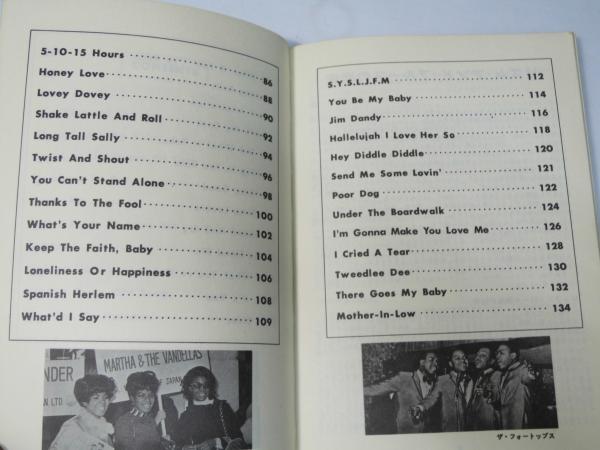 5-10-15 Hours 86
Honey Love 88
Lovey Dovey 90
Shake Lattle And Roll 92
Long Tall Sally 94
Twist And Shout 96
You Can't Stand Alone 98
Thanks To The Fool 100
What's Your Name 102
Keep The Faith, Baby 104
Loneliness Or Happiness 106
Spanish Herlem 108
What'd I Say 109
NDER
N LTD.
MARTHA & THE VANDELLAS
OF JAPAN
S.Y.S.L.J.F.M 112
You Be My Baby 114
Jim Dandy 116
Hallelujah I Love Her So 118
Hey Diddle Diddle 120
Send Me Some Lovin' 121
Poor Dog 122
Under The Boardwalk 124
I'm Gonna Make You Love Me 126
I Cried A Tear 128
Tweedlee Dee 130
There Goes My Baby 132
Mother-In-Low 134
ザ・フォートップス